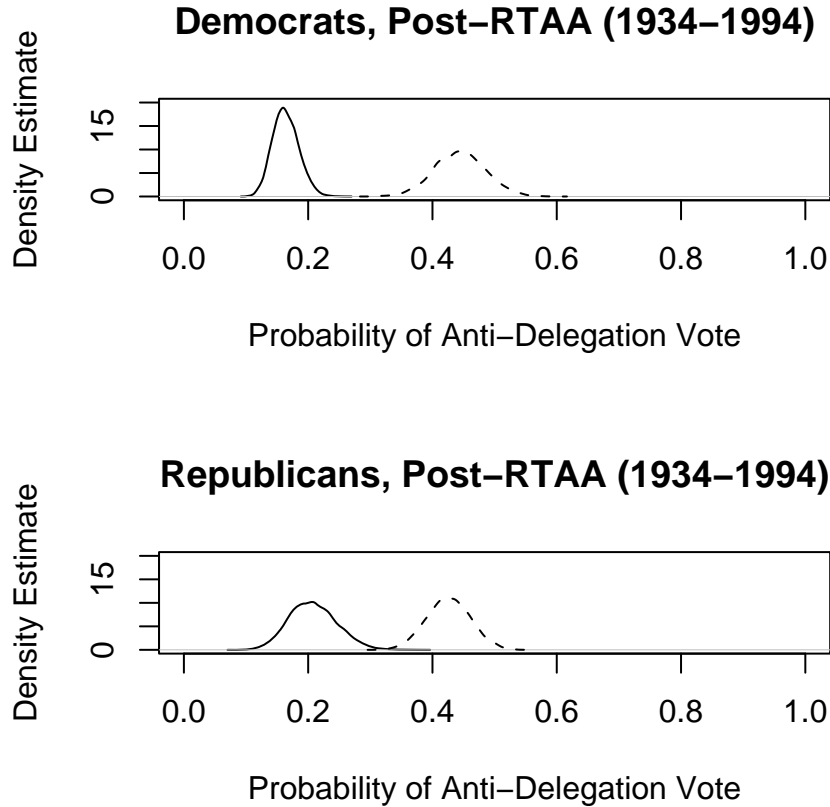 Democrats, Post−RTAA (1934−1994)
Density Estimate
15
0
0.0 0.2 0.4 0.6 0.8 1.0
Probability of Anti−Delegation Vote
Republicans, Post−RTAA (1934−1994)
Density Estimate
15
0
0.0 0.2 0.4 0.6 0.8 1.0
Probability of Anti−Delegation Vote